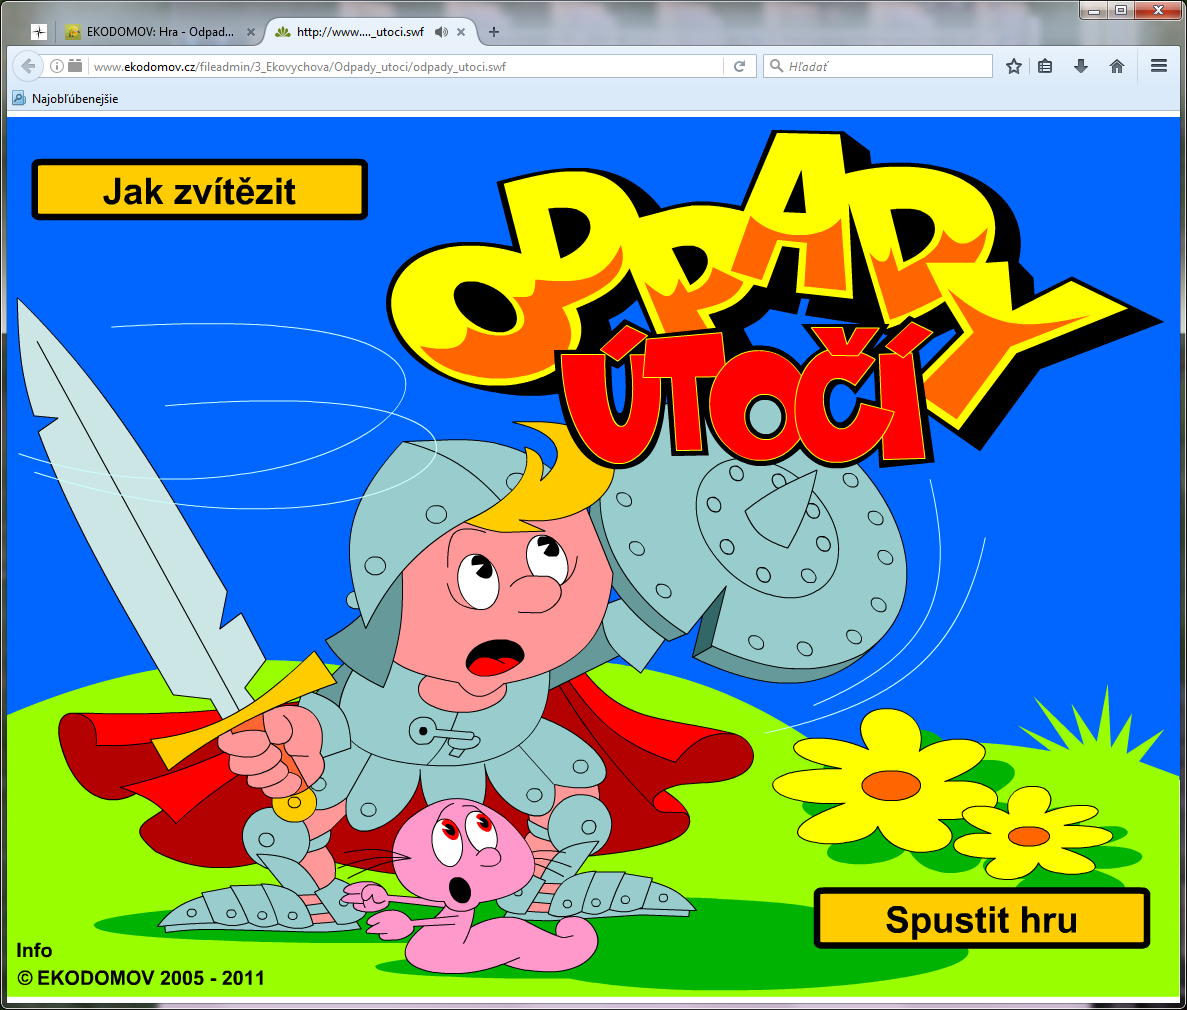 EKODOMOV: Hra - Odpad...
http://www...._utoci.swf
www.ekodomov.cz/fileadmin/3_Ekovychova/Odpady_utoci/odpady_utoci.swf
Hľadať
Najobľúbenejšie
Jak zvítězit
ODPADY
ÚTOČÍ
Spustit hru
Info
© EKODOMOV 2005 - 2011